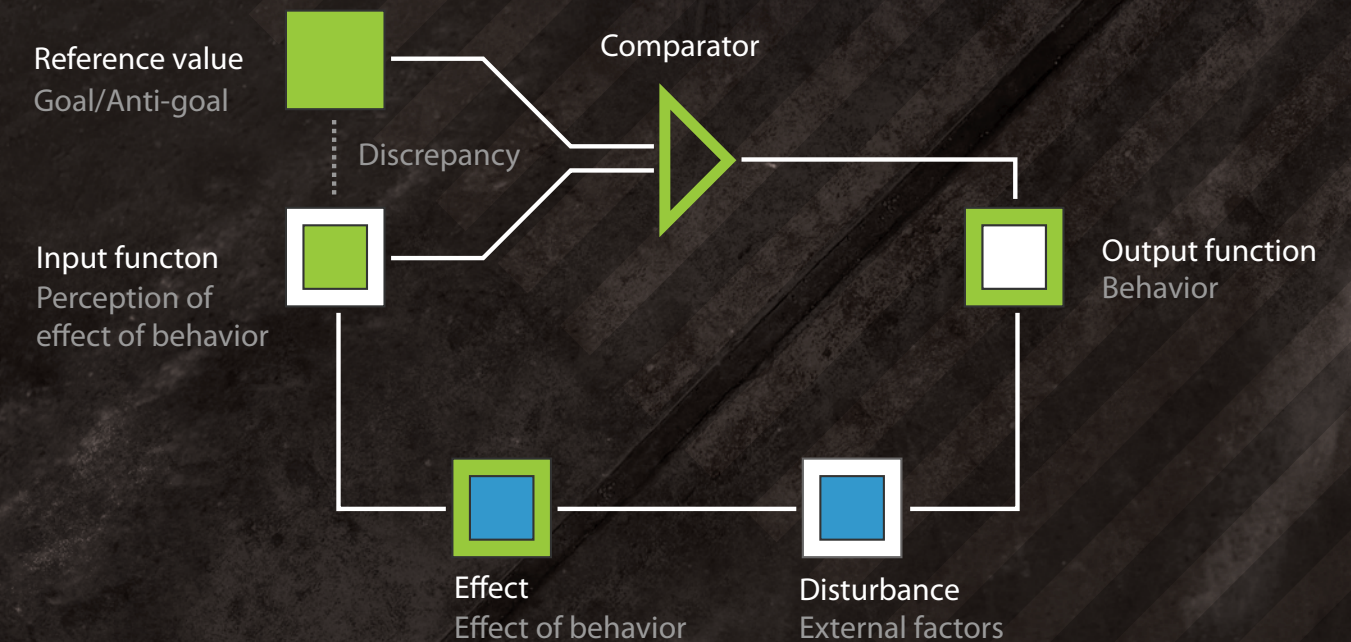 Reference value
Goal/Anti-goal
Comparator
Discrepancy
Input functon
Perception of
effect of behavior
Output function
Behavior
Effect
Effect of behavior
Disturbance
External factors